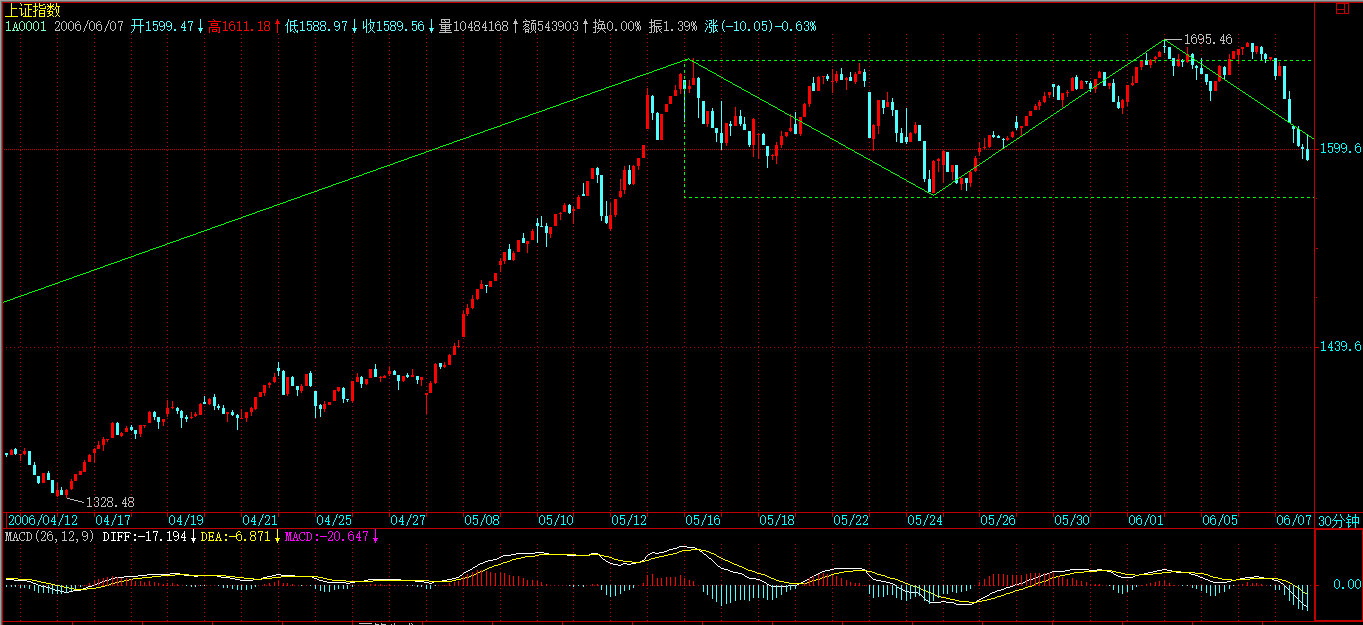 上证指数
1A0001 2006/06/07 开1599.47↓高1611.18↑低1588.97↓收1589.56↓量10484168↑额543903↑换0.00% 振1.39% 涨(-10.05)-0.63%
1695.46
1599.6
1439.6
1328.48
2006/04/12 04/17 04/19 04/21 04/25 04/27 05/08 05/10 05/12 05/16 05/18 05/22 05/24 05/26 05/30 06/01 06/05 06/07 30分钟
MACD(26,12,9) DIFF:-17.194↓DEA:-6.871↓MACD:-20.647↓
0.00